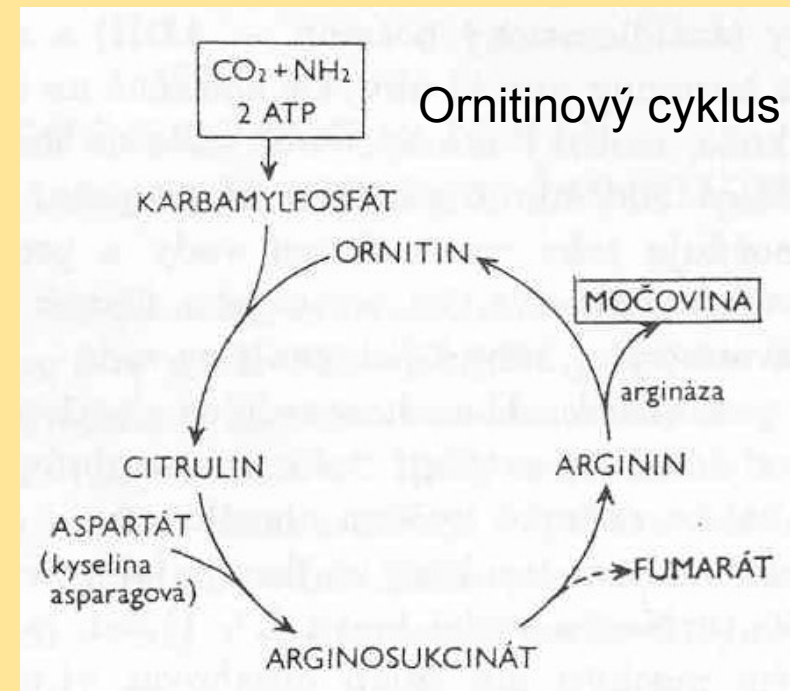 CO₂ + NH₂
2 ATP
Ornitinový cyklus
KARBAMYLFOSFÁT
ORNITIN
MOČOVINA
argináza
CITRULIN
ARGININ
ASPARTÁT
(kyselina
asparagová)
FUMARÁT
ARGINOSUKCINÁT